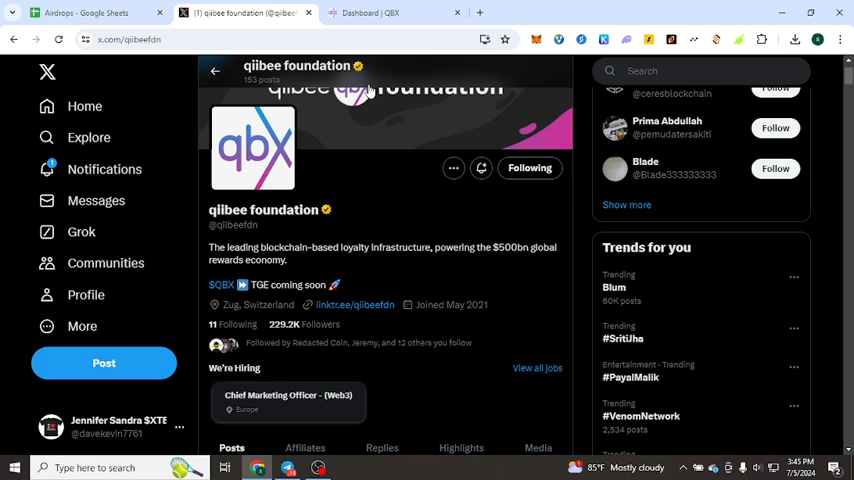 Airdrops - Google Sheets
(1) qiibee foundation (@qiibee
Dashboard | QBX
x.com/qiibeefdn
qiibee foundation
153 posts
Search
Home
Explore
Notifications
Messages
Grok
Communities
Profile
More
Post
Jennifer Sandra $XTE
@davekevin7761
qiibee qbx foundation
qbx
Following
qiibee foundation
@qiibeefdn
The leading blockchain-based loyalty infrastructure, powering the $500bn global
rewards economy.
$QBX TGE coming soon
Zug, Switzerland linktr.ee/qiibeefdn Joined May 2021
11 Following 229.2K Followers
Followed by Redacted Coin, Jeremy, and 12 others you follow
We're Hiring
View all jobs
Chief Marketing Officer - (Web3)
Europe
Posts Affiliates Replies Highlights Media
@ceresblockchain
Follow
Prima Abdullah
@pemudatersakiti
Follow
Blade
@Blade333333333
Follow
Show more
Trends for you
Trending
Blum
60K posts
Trending
#SritiJha
Entertainment - Trending
#PayalMalik
Trending
#VenomNetwork
2,534 posts
Type here to search
85°F Mostly cloudy
3:45 PM
7/5/2024
2